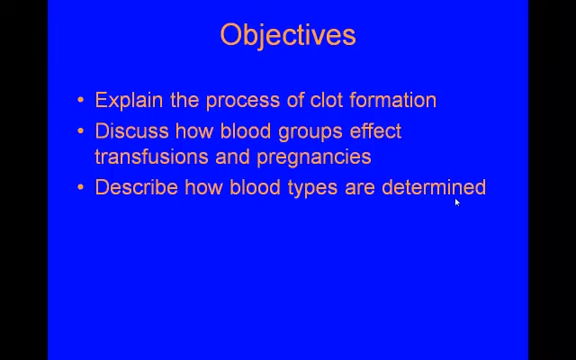 Objectives
• Explain the process of clot formation
• Discuss how blood groups effect
transfusions and pregnancies
• Describe how blood types are determined